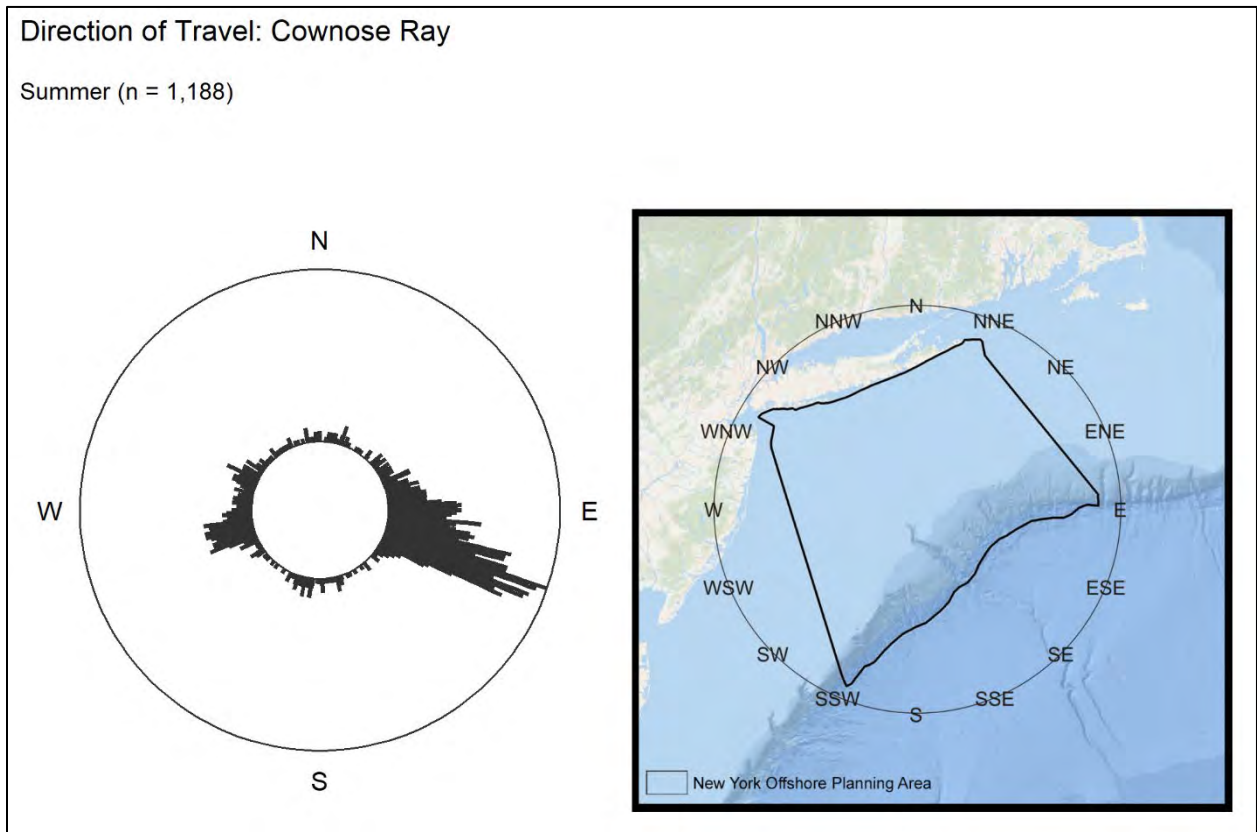 Direction of Travel: Cownose Ray
Summer (n = 1,188)
N
W
E
S
N
NNW
NNE
NW
NE
WNW
ENE
W
E
WSW
ESE
SW
SE
SSW
SSE
S
New York Offshore Planning Area